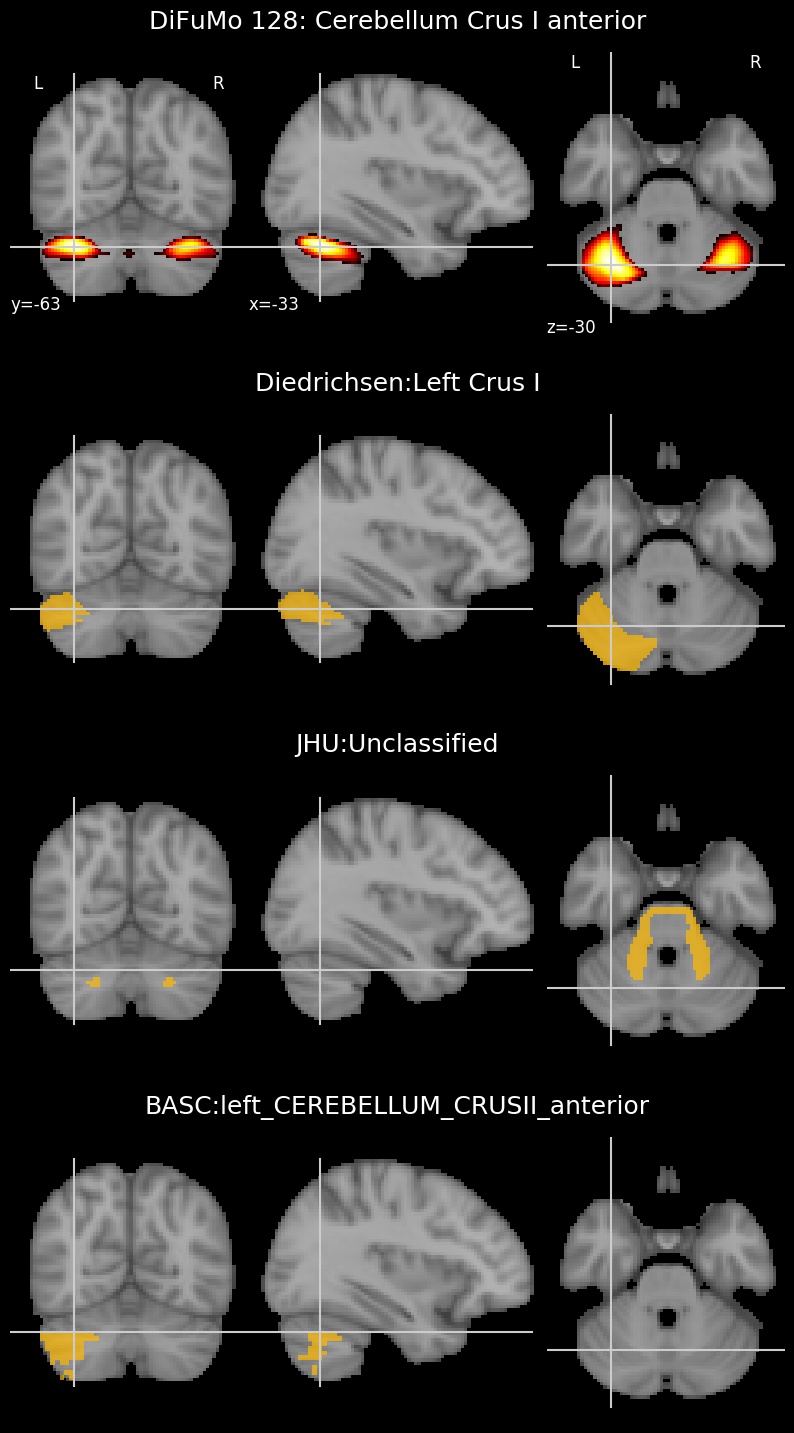 DiFuMo 128: Cerebellum Crus I anterior
L R L R
y=-63 x=-33 z=-30
Diedrichsen:Left Crus I
JHU:Unclassified
BASC:left_CEREBELLUM_CRUSII_anterior